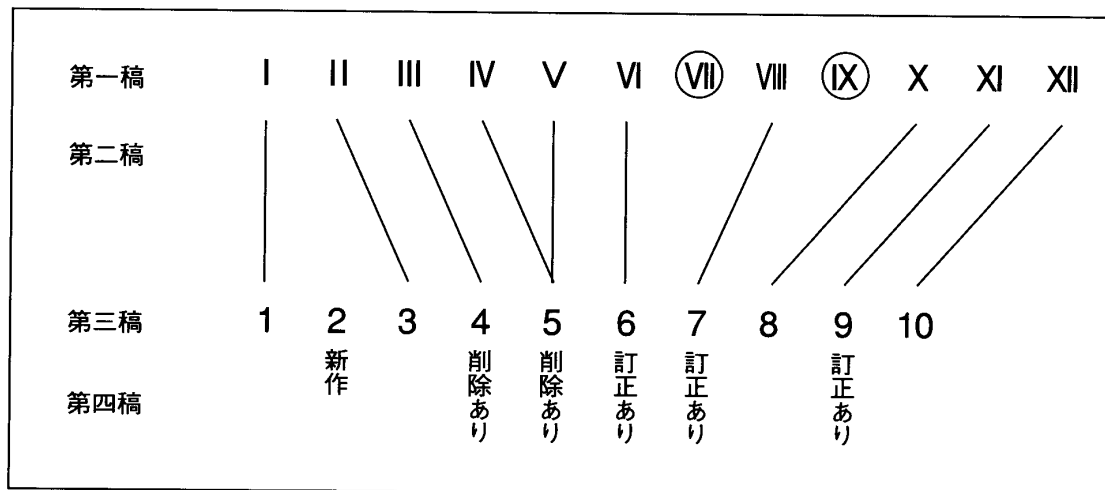 第一稿 I II III IV V VI VII VIII IX X XI XII
第二稿
第三稿 1 2 3 4 5 6 7 8 9 10
新作
削除あり
削除あり
訂正あり
訂正あり
訂正あり
第四稿